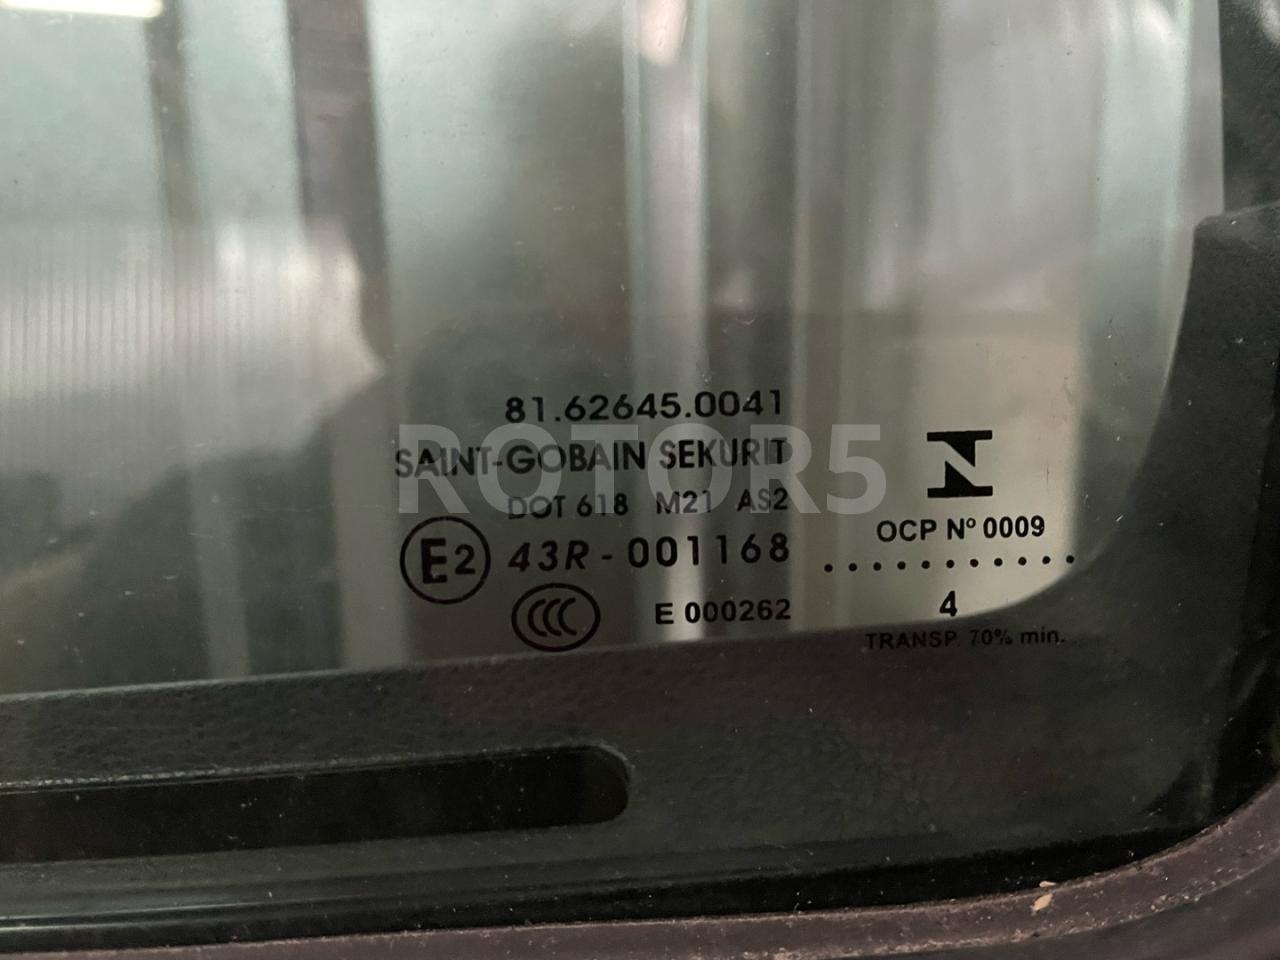 81.62645.0041
SAINT-GOBAIN SEKURIT
ROTOR5
DOT 618 M21 AS2
E2 43R - 001168
CCC E 000262
N
OCP Nº 0009
...........
4
TRANSP. 70% min.